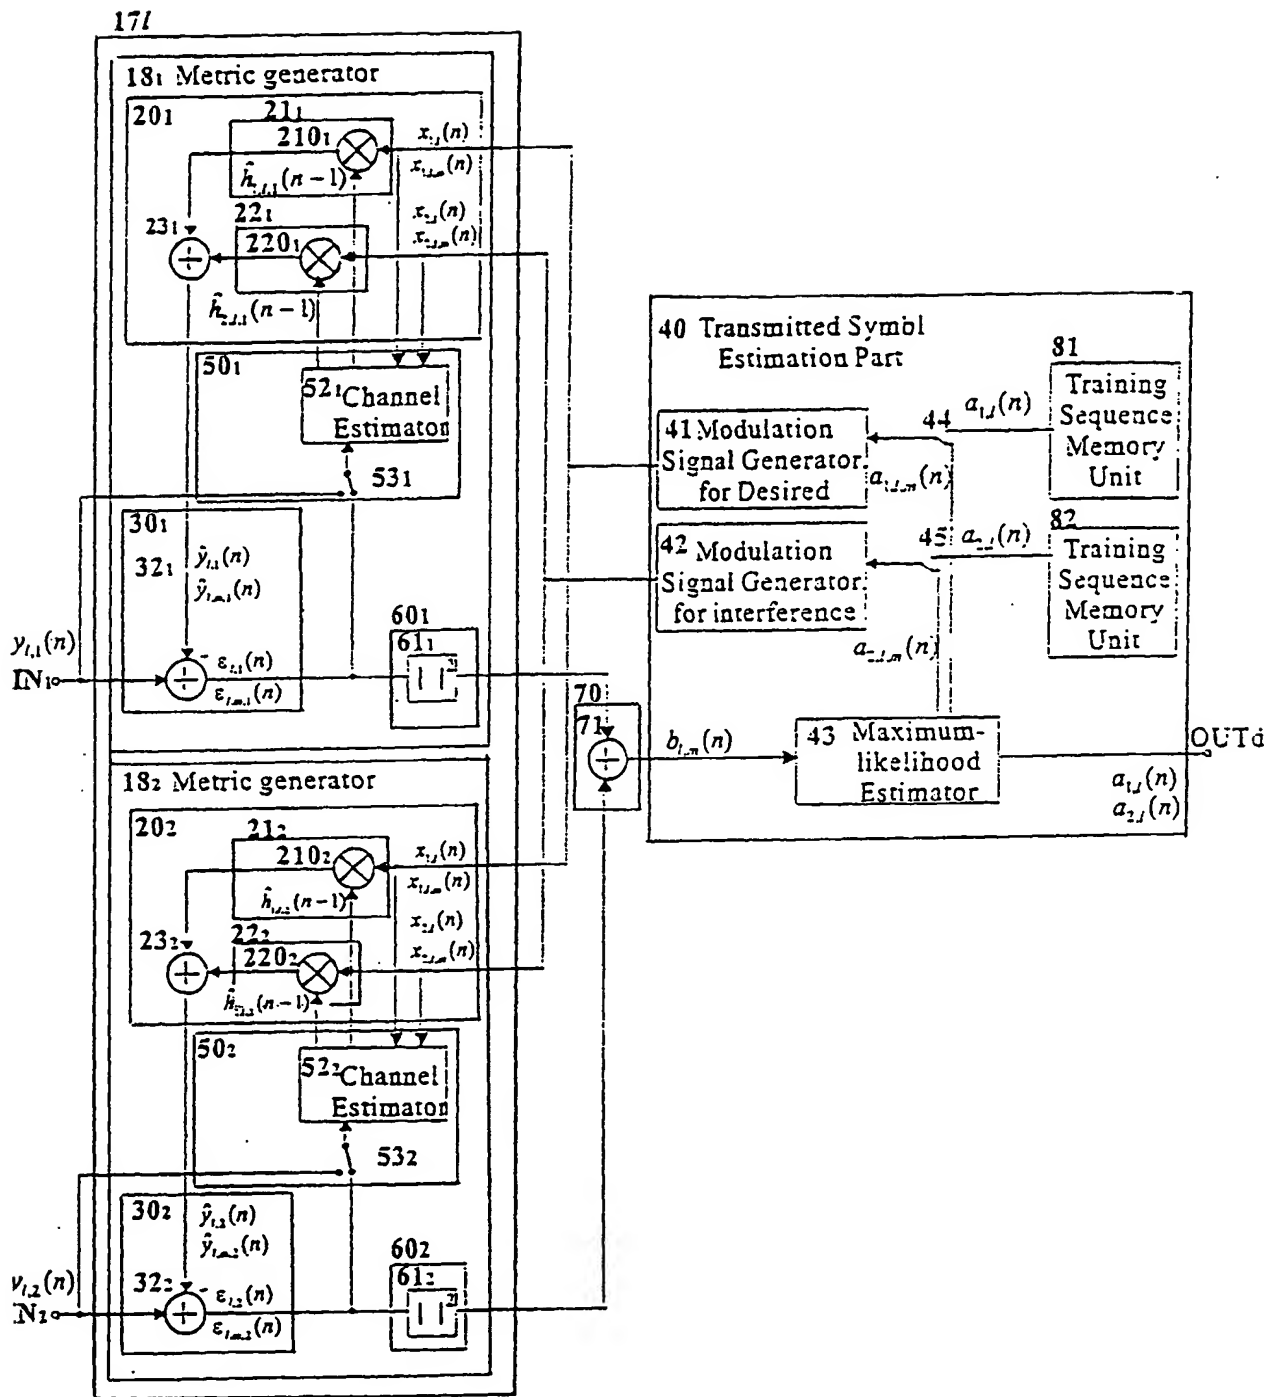 17l
18₁ Metric generator
20₁
21₁
210₁
x₁,ₗ(n)
x₁,ₗ,ₘ(n)
ĥ₁,ₗ,₁(n−1)
22₁
x₂,ₗ(n)
x₂,ₗ,ₘ(n)
23₁
220₁
ĥ₂,ₗ,₁(n−1)
50₁
52₁ Channel
Estimator
53₁
30₁
32₁
ŷₗ,₁(n)
ŷₗ,ₘ,₁(n)
yₗ,₁(n)
IN₁
-
εₗ,₁(n)
εₗ,ₘ,₁(n)
60₁
61₁
| |²
18₂ Metric generator
20₂
21₂
210₂
x₁,ₗ(n)
x₁,ₗ,ₘ(n)
ĥ₁,ₗ,₂(n−1)
22₂
x₂,ₗ(n)
x₂,ₗ,ₘ(n)
23₂
220₂
ĥ₂,ₗ,₂(n−1)
50₂
52₂ Channel
Estimator
53₂
30₂
ŷₗ,₂(n)
ŷₗ,ₘ,₂(n)
yₗ,₂(n)
IN₂
32₂
-
εₗ,₂(n)
εₗ,ₘ,₂(n)
60₂
61₂
| |²
70
71
bₗ,ₘ(n)
40 Transmitted Symbl
Estimation Part
41 Modulation
Signal Generator
for Desired
44
a₁,ₗ(n)
a₁,ₗ,ₘ(n)
81
Training
Sequence
Memory
Unit
42 Modulation
Signal Generator
for interference
45
a₂,ₗ(n)
a₂,ₗ,ₘ(n)
82
Training
Sequence
Memory
Unit
43 Maximum-
likelihood
Estimator
OUTd
a₁,ₗ(n)
a₂,ₗ(n)